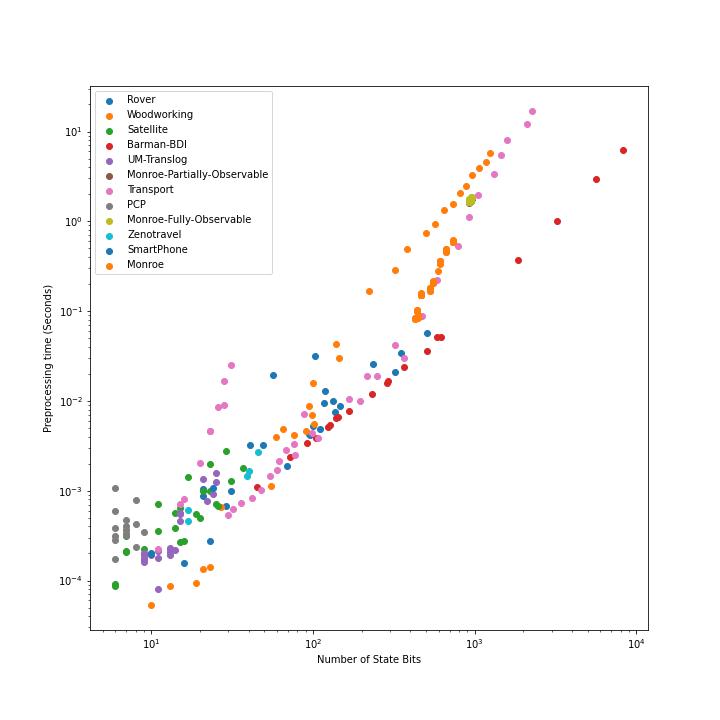 Rover
Woodworking
Satellite
Barman-BDI
UM-Translog
Monroe-Partially-Observable
Transport
PCP
Monroe-Fully-Observable
Zenotravel
SmartPhone
Monroe
Preprocessing time (Seconds)
10¹
10⁰
10⁻¹
10⁻²
10⁻³
10⁻⁴
10¹ 10² 10³ 10⁴
Number of State Bits